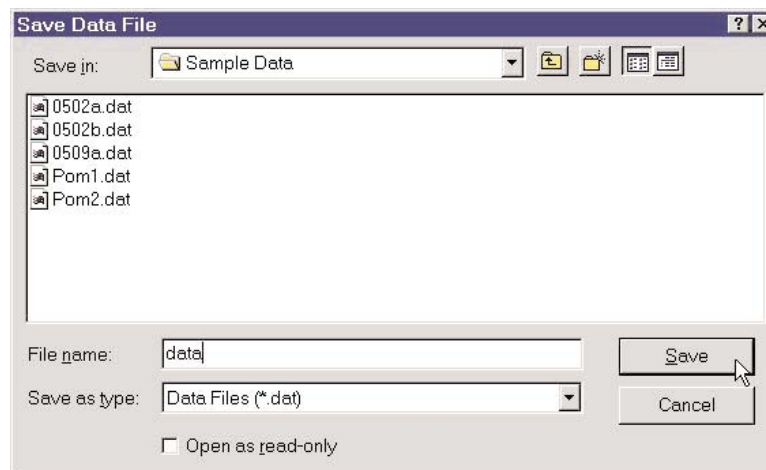 Save Data File
Save in: Sample Data
0502a.dat
0502b.dat
0509a.dat
Pom1.dat
Pom2.dat
File name: data Save
Save as type: Data Files (*.dat) Cancel
Open as read-only